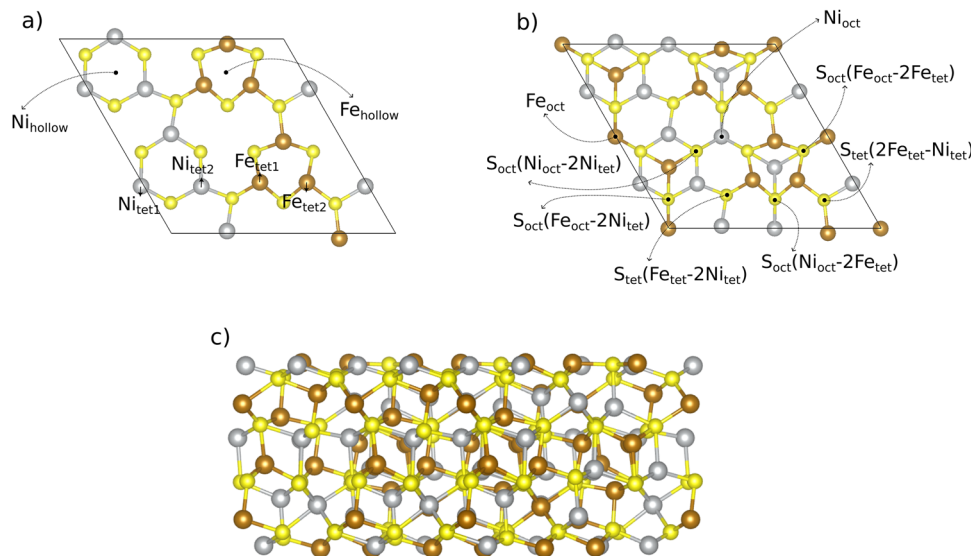 a)
Ni_hollow
Fe_hollow
Ni_tet1
Ni_tet2
Fe_tet1
Fe_tet2
b)
Ni_oct
S_oct(Fe_oct-2Fe_tet)
Fe_oct
S_tet(2Fe_tet-Ni_tet)
S_oct(Ni_oct-2Ni_tet)
S_oct(Fe_oct-2Ni_tet)
S_tet(Fe_tet-2Ni_tet)
S_oct(Ni_oct-2Fe_tet)
c)